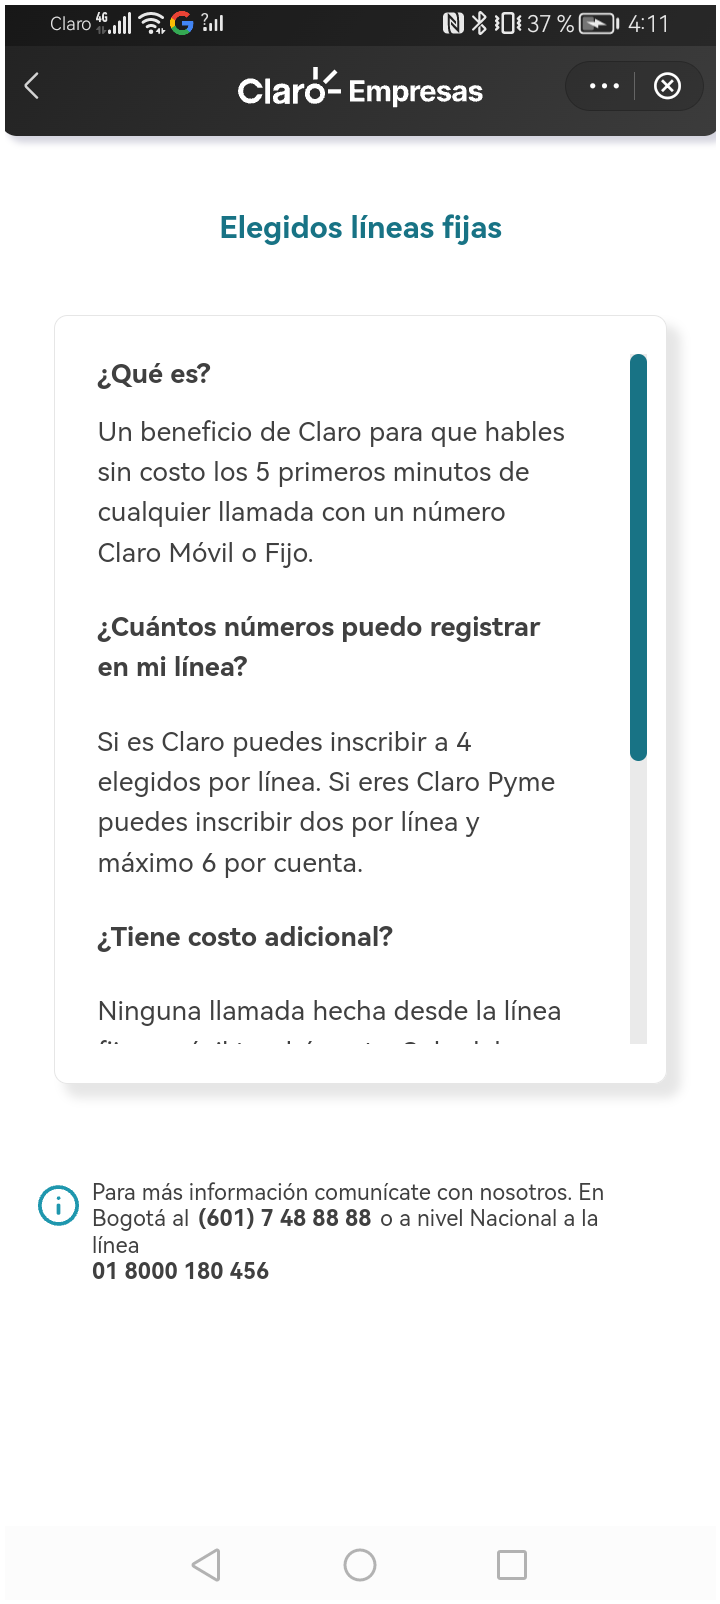 Claro 4G 37 % 4:11
Claro Empresas
Elegidos líneas fijas
¿Qué es?
Un beneficio de Claro para que hables
sin costo los 5 primeros minutos de
cualquier llamada con un número
Claro Móvil o Fijo.
¿Cuántos números puedo registrar
en mi línea?
Si es Claro puedes inscribir a 4
elegidos por línea. Si eres Claro Pyme
puedes inscribir dos por línea y
máximo 6 por cuenta.
¿Tiene costo adicional?
Ninguna llamada hecha desde la línea
Para más información comunícate con nosotros. En
Bogotá al (601) 7 48 88 88 o a nivel Nacional a la
línea
01 8000 180 456